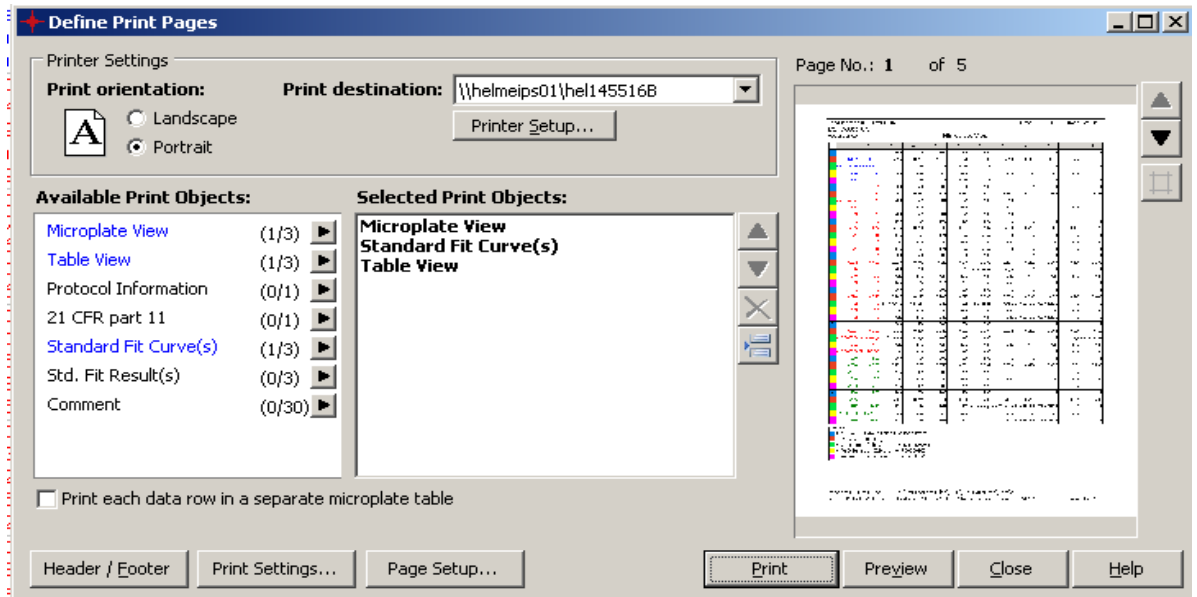 Define Print Pages
Printer Settings
Print orientation:
Landscape
Portrait
Print destination:
\\helmeips01\hel145516B
Printer Setup...
Page No.: 1 of 5
Available Print Objects:
Microplate View (1/3)
Table View (1/3)
Protocol Information (0/1)
21 CFR part 11 (0/1)
Standard Fit Curve(s) (1/3)
Std. Fit Result(s) (0/3)
Comment (0/30)
Selected Print Objects:
Microplate View
Standard Fit Curve(s)
Table View
Print each data row in a separate microplate table
Header / Footer
Print Settings...
Page Setup...
Print
Preview
Close
Help